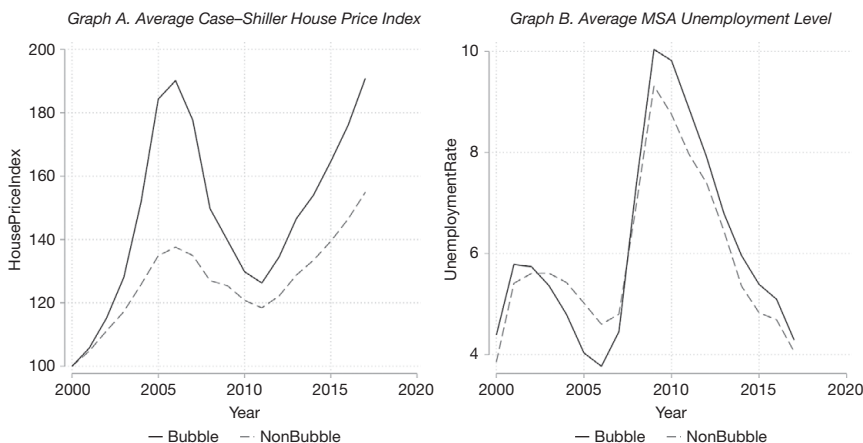 Graph A. Average Case–Shiller House Price Index
200
180
160
140
120
100
HousePriceIndex
2000
2005
2010
2015
2020
Year
Bubble
NonBubble
Graph B. Average MSA Unemployment Level
10
8
6
4
UnemploymentRate
2000
2005
2010
2015
2020
Year
Bubble
NonBubble